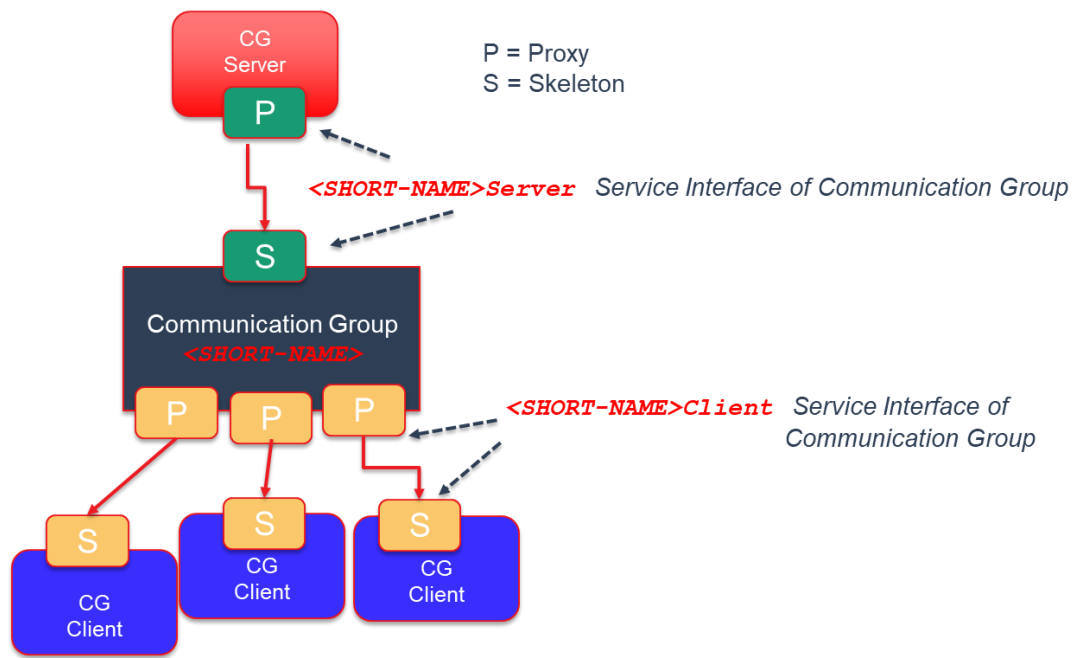 CG
Server
P
P = Proxy
S = Skeleton
<SHORT-NAME>Server Service Interface of Communication Group
S
Communication Group
<SHORT-NAME>
P
P
P
<SHORT-NAME>Client Service Interface of
Communication Group
S
CG
Client
S
CG
Client
S
CG
Client